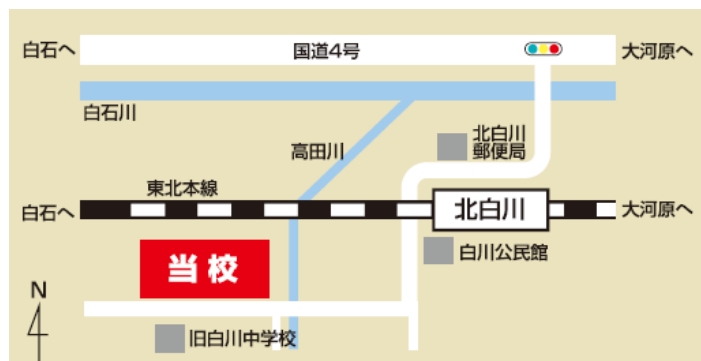 白石へ
国道4号
大河原へ
白石川
高田川
北白川
郵便局
東北本線
白石へ
北白川
大河原へ
当校
白川公民館
N
旧白川中学校